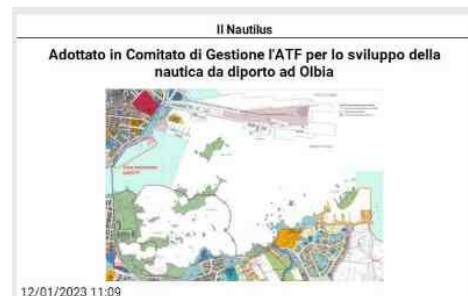 Il Nautilus
Adottato in Comitato di Gestione l'ATF per lo sviluppo della
nautica da diporto ad Olbia
12/01/2023 11:09